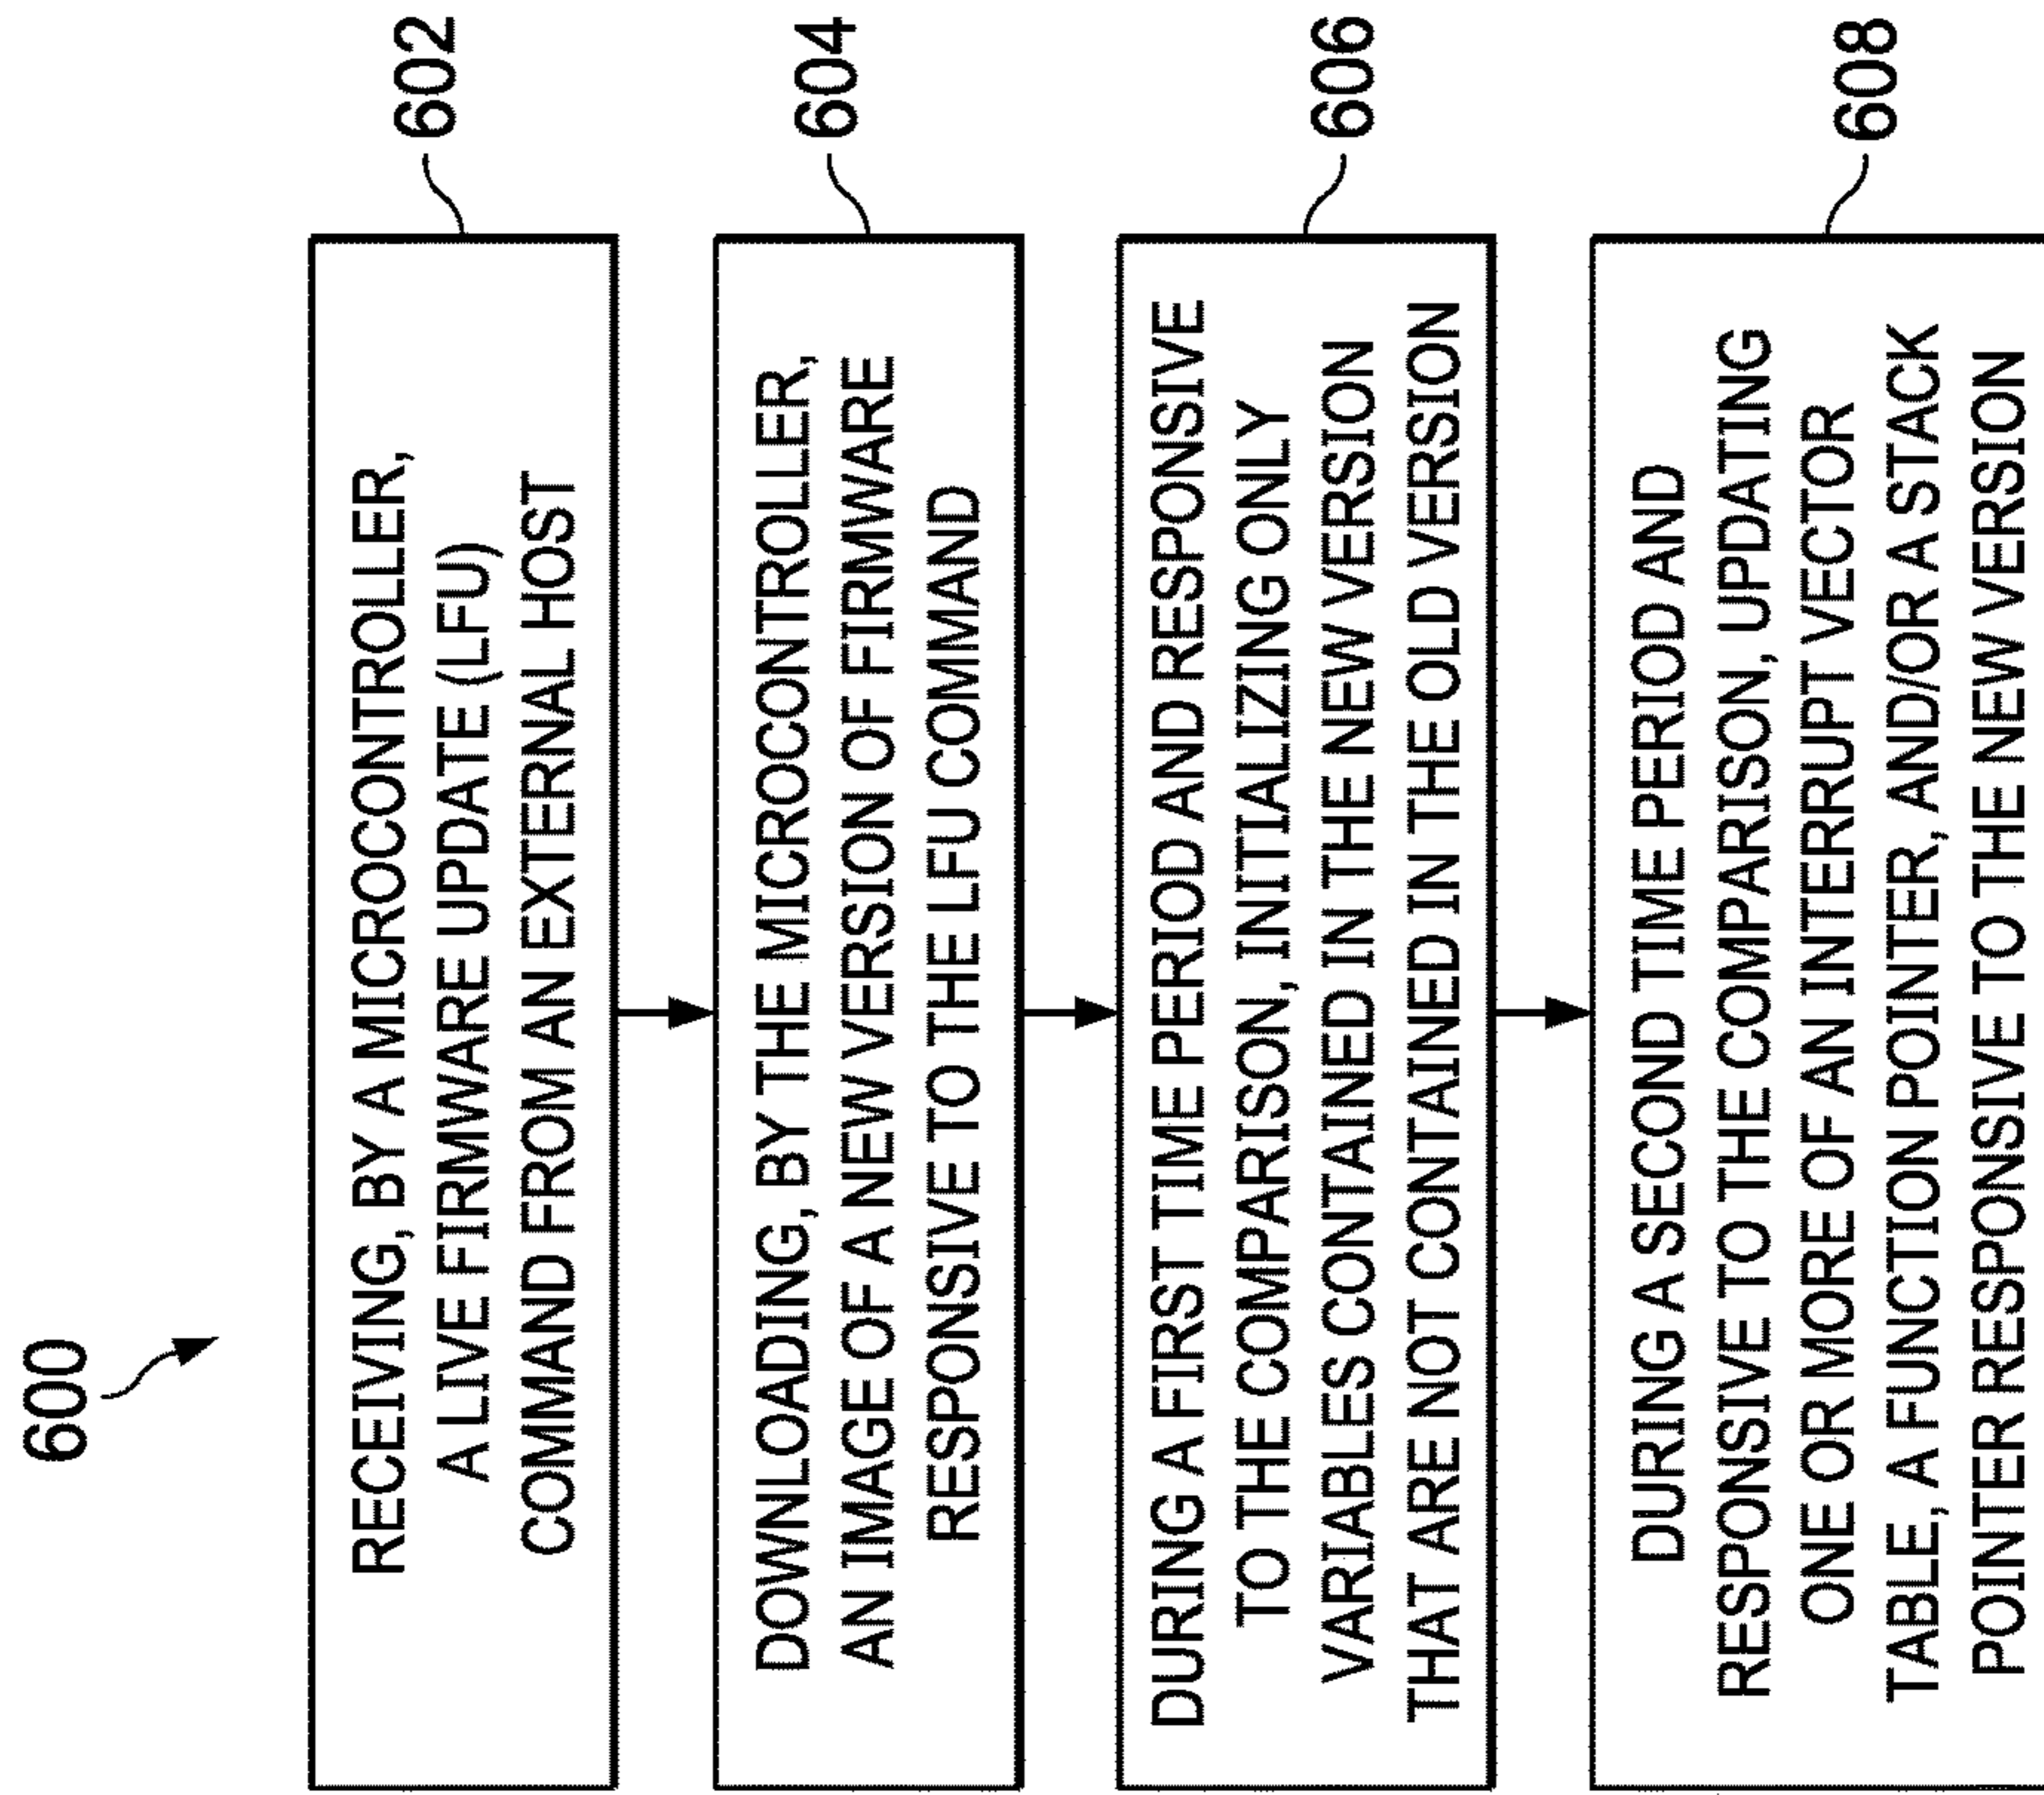 600
RECEIVING, BY A MICROCONTROLLER,
A LIVE FIRMWARE UPDATE (LFU)
COMMAND FROM AN EXTERNAL HOST
602
DOWNLOADING, BY THE MICROCONTROLLER,
AN IMAGE OF A NEW VERSION OF FIRMWARE
RESPONSIVE TO THE LFU COMMAND
604
DURING A FIRST TIME PERIOD AND RESPONSIVE
TO THE COMPARISON, INITIALIZING ONLY
VARIABLES CONTAINED IN THE NEW VERSION
THAT ARE NOT CONTAINED IN THE OLD VERSION
606
DURING A SECOND TIME PERIOD AND
RESPONSIVE TO THE COMPARISON, UPDATING
ONE OR MORE OF AN INTERRUPT VECTOR
TABLE, A FUNCTION POINTER, AND/OR A STACK
POINTER RESPONSIVE TO THE NEW VERSION
608